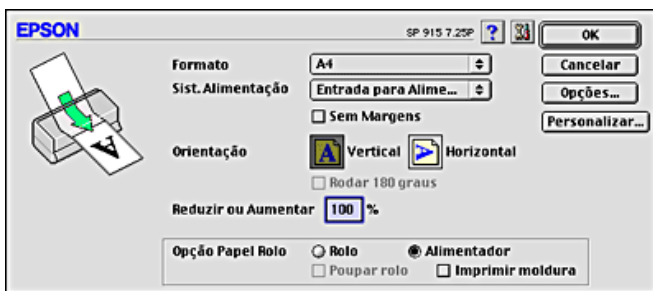 EPSON SP 915 7.25P ? OK
Formato A4 Cancelar
Sist. Alimentação Entrada para Alime... Opções...
Sem Margens Personalizar...
Orientação A Vertical A Horizontal
Rodar 180 graus
Reduzir ou Aumentar 100 %
Opção Papel Rolo Rolo Alimentador
Poupar rolo Imprimir moldura
A